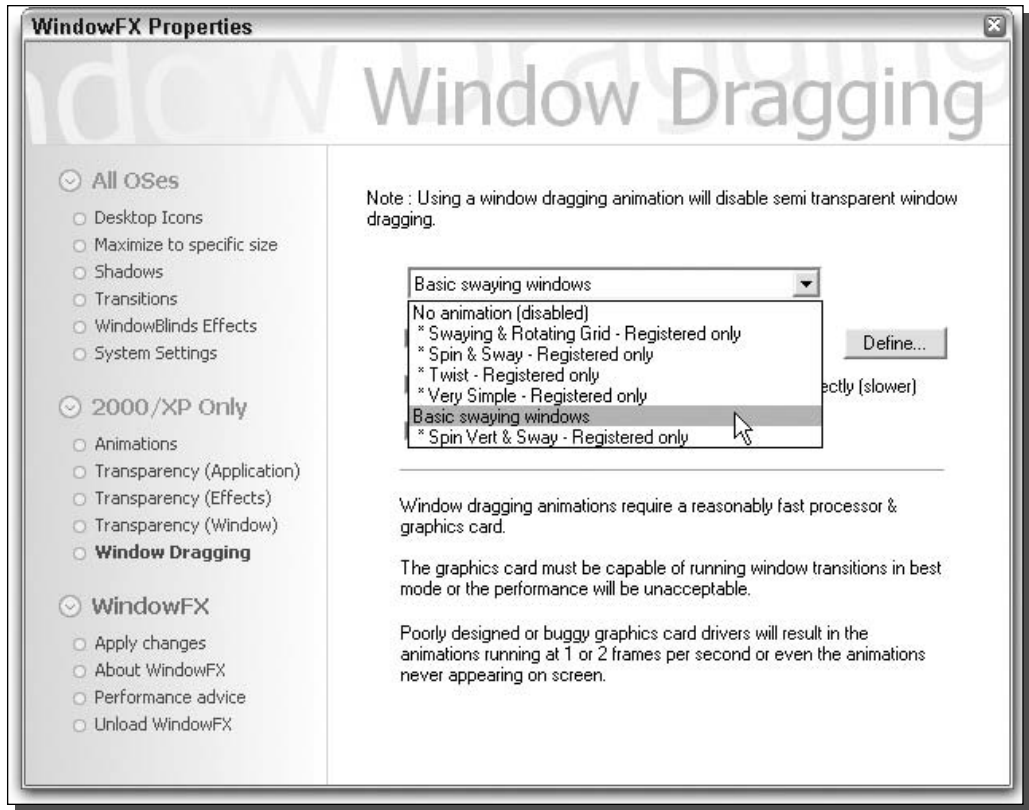 WindowFX Properties
Window Dragging
All OSes
Desktop Icons
Maximize to specific size
Shadows
Transitions
WindowBlinds Effects
System Settings
2000/XP Only
Animations
Transparency (Application)
Transparency (Effects)
Transparency (Window)
Window Dragging
WindowFX
Apply changes
About WindowFX
Performance advice
Unload WindowFX
Note : Using a window dragging animation will disable semi transparent window
dragging.
Basic swaying windows
No animation (disabled)
* Swaying & Rotating Grid - Registered only
* Spin & Sway - Registered only
* Twist - Registered only
* Very Simple - Registered only
Basic swaying windows
* Spin Vert & Sway - Registered only
Define...
ectly (slower)
Window dragging animations require a reasonably fast processor &
graphics card.
The graphics card must be capable of running window transitions in best
mode or the performance will be unacceptable.
Poorly designed or buggy graphics card drivers will result in the
animations running at 1 or 2 frames per second or even the animations
never appearing on screen.